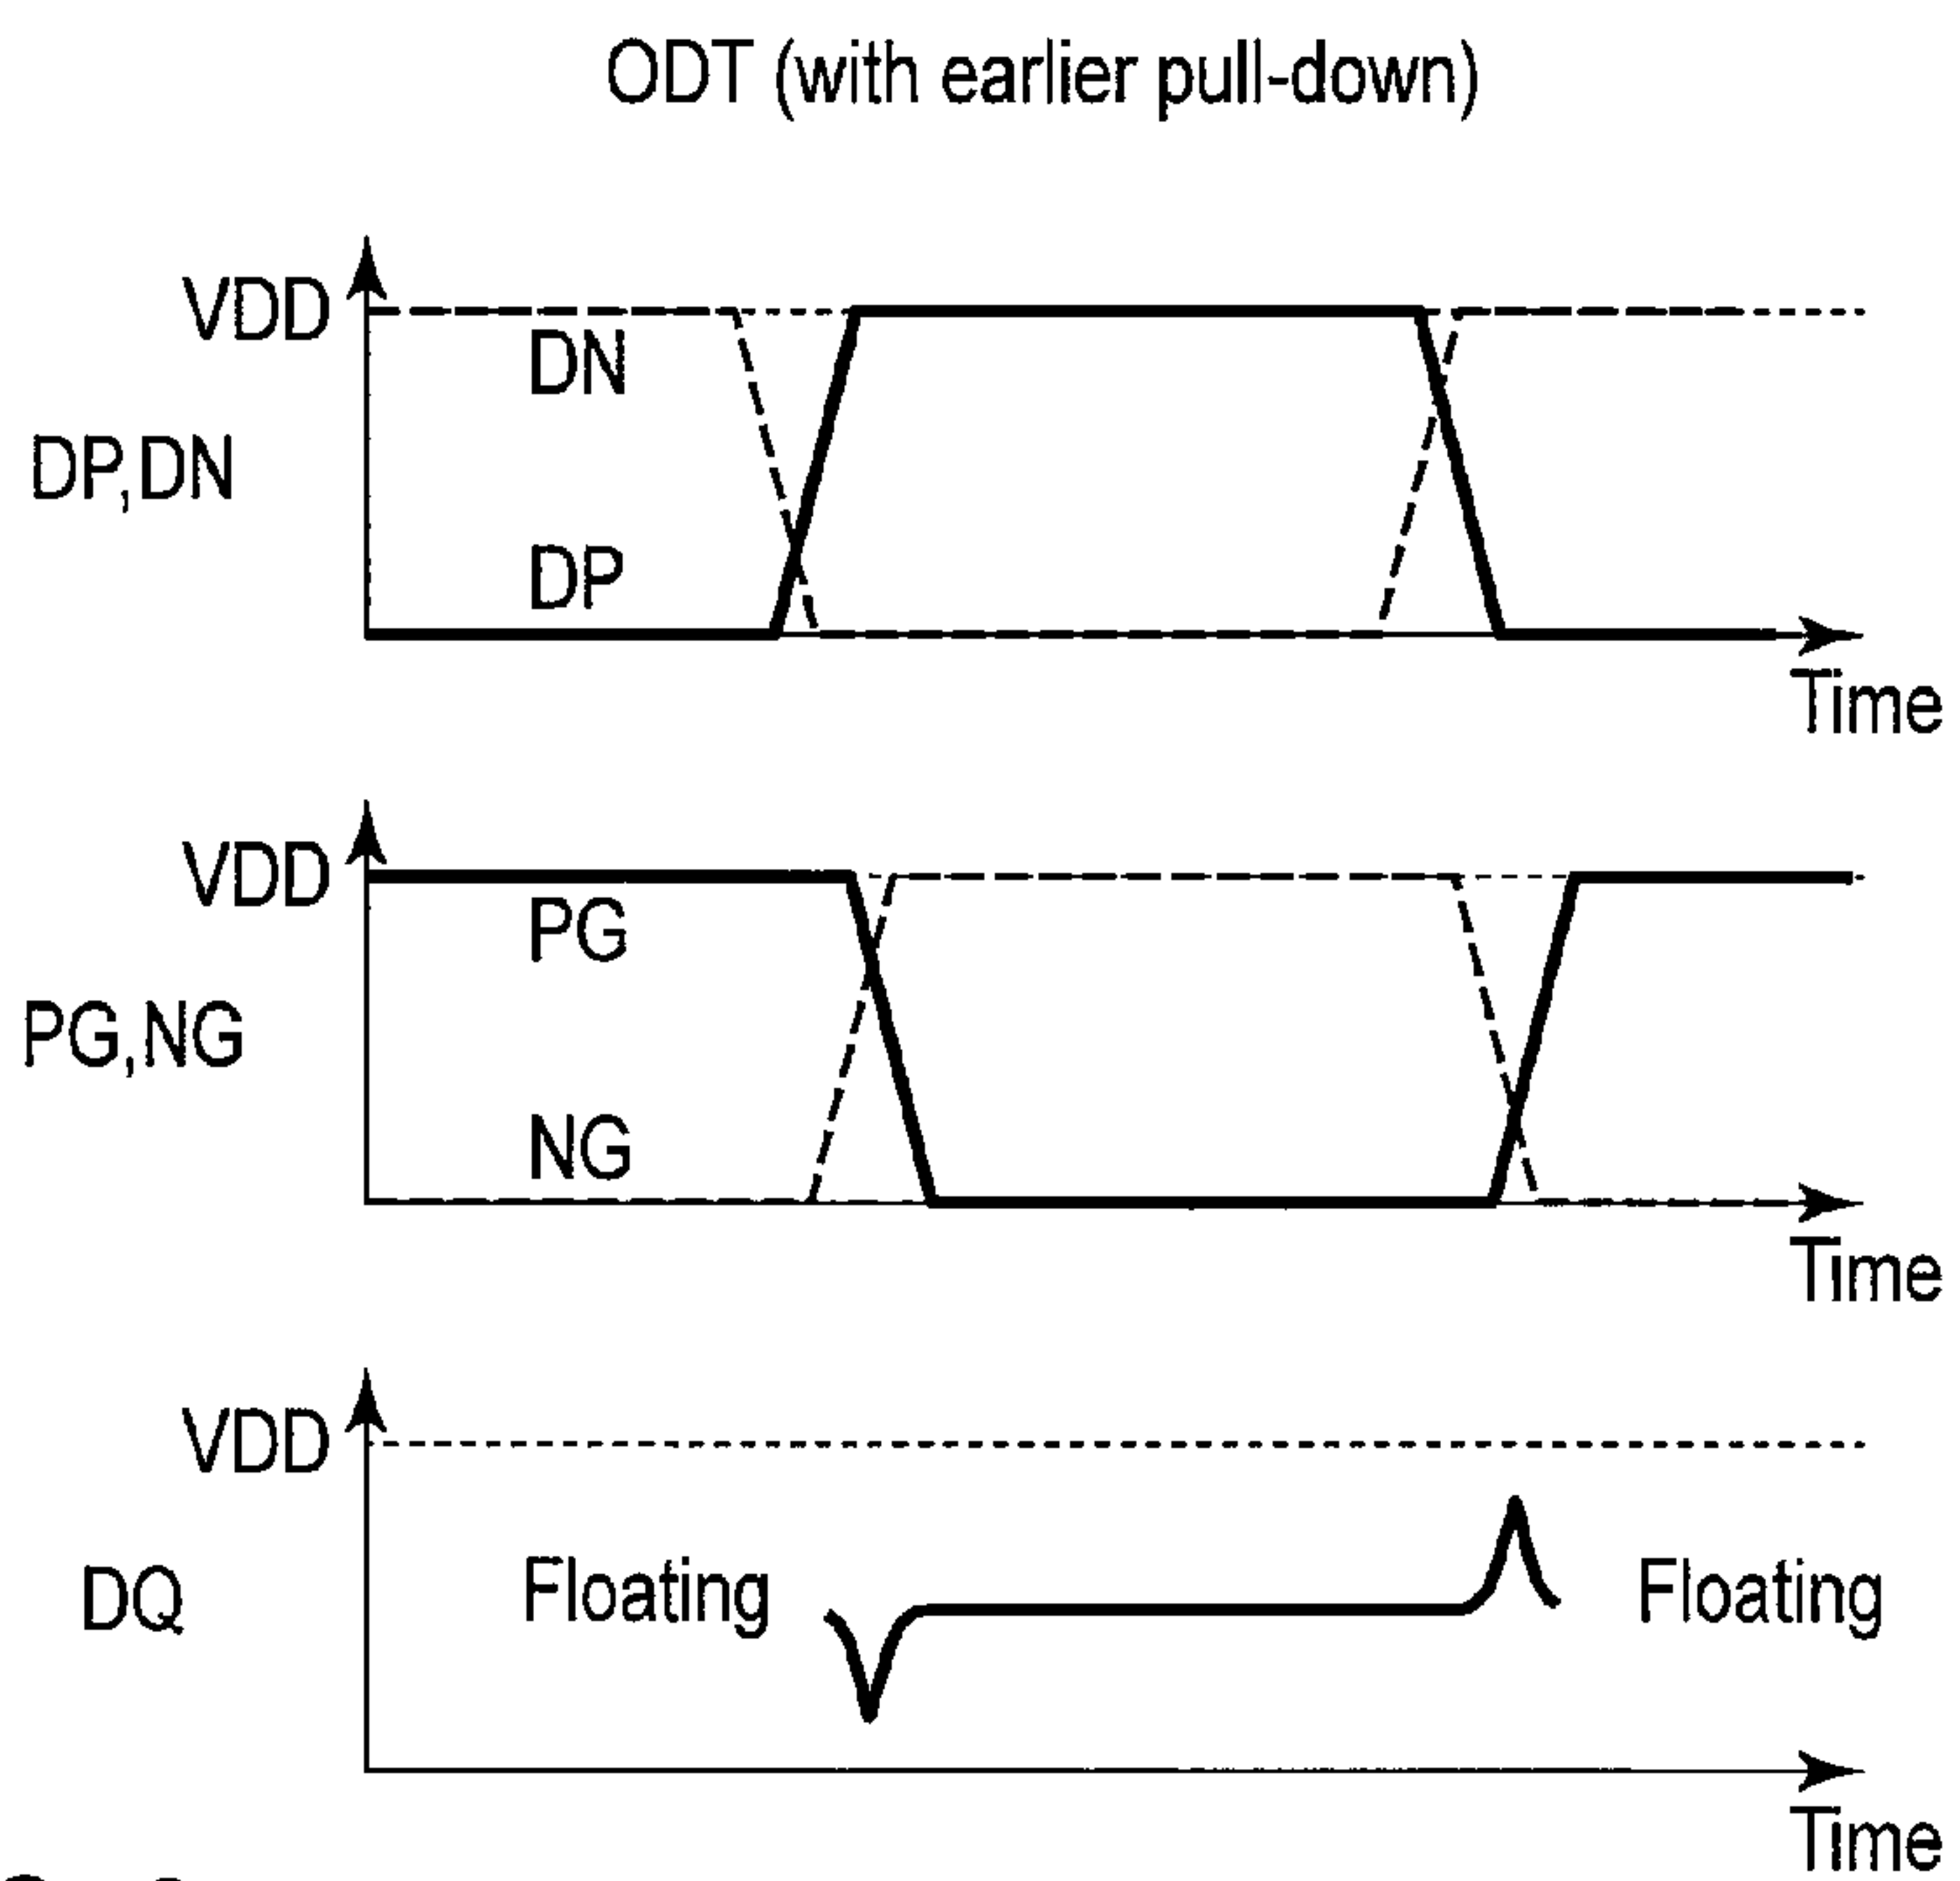 ODT (with earlier pull-down)
VDD
DN
DP,DN
DP
Time
VDD
PG
PG,NG
NG
Time
VDD
DQ
Floating
Floating
Time